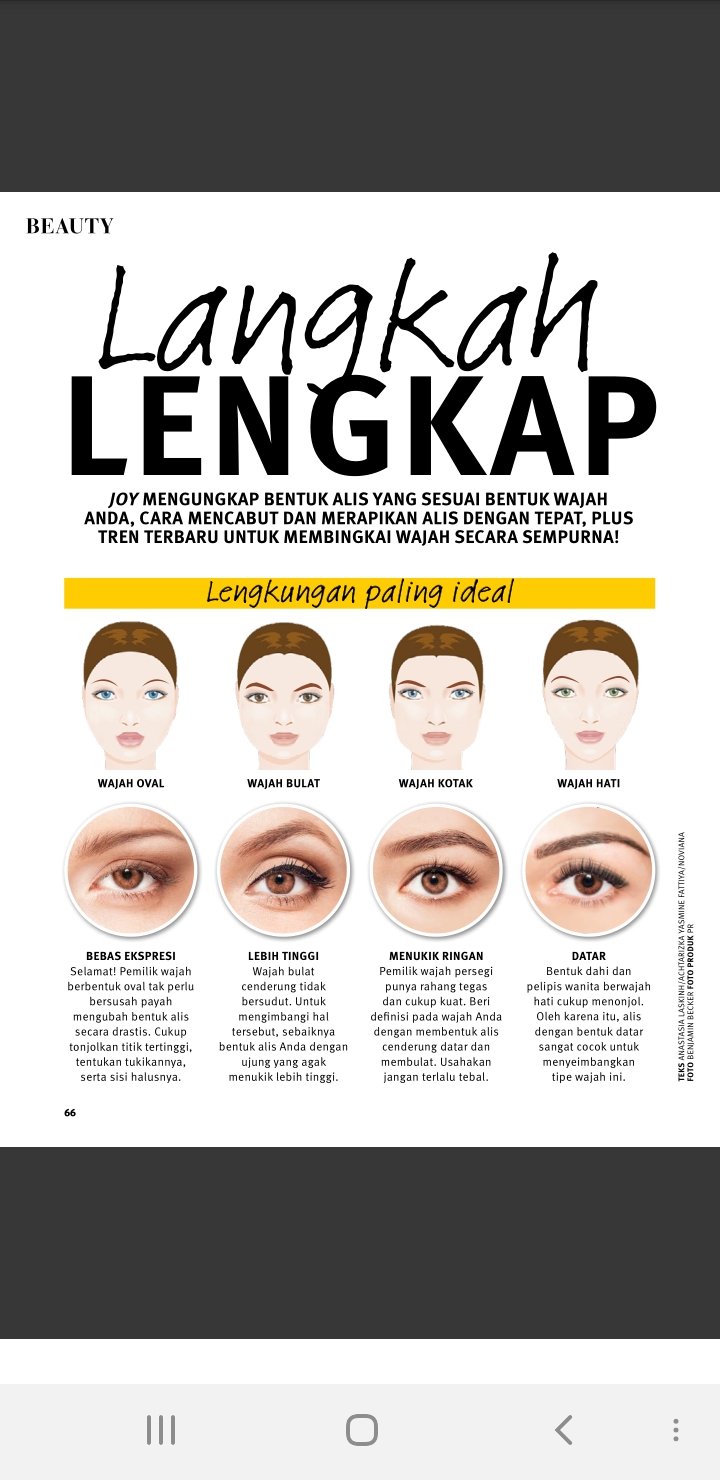 BEAUTY
Langkah
LENGKAP
JOY MENGUNGKAP BENTUK ALIS YANG SESUAI BENTUK WAJAH
ANDA, CARA MENCABUT DAN MERAPIKAN ALIS DENGAN TEPAT, PLUS
TREN TERBARU UNTUK MEMBINGKAI WAJAH SECARA SEMPURNA!
Lengkungan paling ideal
WAJAH OVAL
BEBAS EKSPRESI
Selamat! Pemilik wajah
berbentuk oval tak perlu
bersusah payah
mengubah bentuk alis
secara drastis. Cukup
tonjolkan titik tertinggi,
tentukan tukikannya,
serta sisi halusnya.
WAJAH BULAT
LEBIH TINGGI
Wajah bulat
cenderung tidak
bersudut. Untuk
mengimbangi hal
tersebut, sebaiknya
bentuk alis Anda dengan
ujung yang agak
menukik lebih tinggi.
WAJAH KOTAK
MENUKIK RINGAN
Pemilik wajah persegi
punya rahang tegas
dan cukup kuat. Beri
definisi pada wajah Anda
dengan membentuk alis
cenderung datar dan
membulat. Usahakan
jangan terlalu tebal.
WAJAH HATI
DATAR
Bentuk dahi dan
pelipis wanita berwajah
hati cukup menonjol.
Oleh karena itu, alis
dengan bentuk datar
sangat cocok untuk
menyeimbangkan
tipe wajah ini.
TEKS ANASTASIA LASKINH/ACHTARIZKA YASMINE FATTIYA/NOVIANA
FOTO BENJAMIN BECKER FOTO PRODUK PR
66